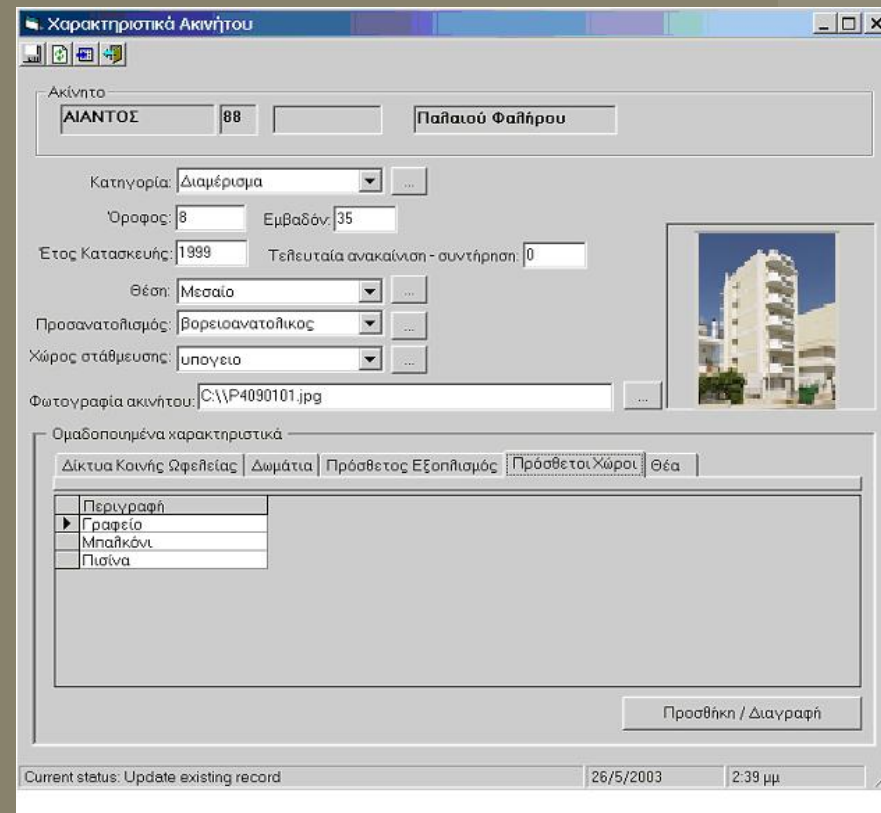 Χαρακτηριστικά Ακινήτου
Ακίνητο
ΑΙΑΝΤΟΣ 88 Παλαιού Φαλήρου
Κατηγορία: Διαμέρισμα ...
Όροφος: 8 Εμβαδόν: 35
Έτος Κατασκευής: 1999 Τελευταία ανακαίνιση - συντήρηση: 0
Θέση: Μεσαίο ...
Προσανατολισμός: βορειοανατολικος ...
Χώρος στάθμευσης: υπογειο ...
Φωτογραφία ακινήτου: C:\\P4090101.jpg ...
Ομαδοποιημένα χαρακτηριστικά
Δίκτυα Κοινής Ωφελείας Δωμάτια Πρόσθετος Εξοπλισμός Πρόσθετοι Χώροι Θέα
Περιγραφή
Γραφείο
Μπαλκόνι
Πισίνα
Προσθήκη / Διαγραφή
Current status: Update existing record 26/5/2003 2:39 μμ